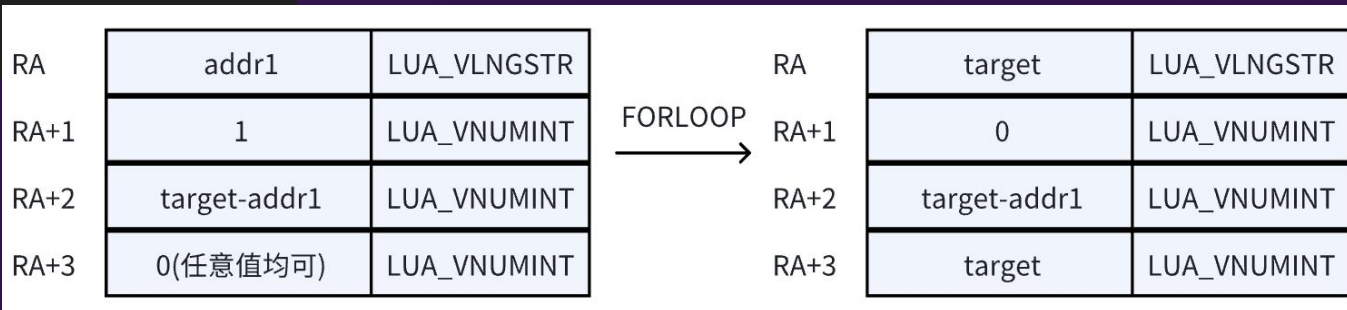 RA addr1 LUA_VLNGSTR RA target LUA_VLNGSTR
RA+1 1 LUA_VNUMINT FORLOOP RA+1 0 LUA_VNUMINT
RA+2 target-addr1 LUA_VNUMINT RA+2 target-addr1 LUA_VNUMINT
RA+3 0(任意值均可) LUA_VNUMINT RA+3 target LUA_VNUMINT